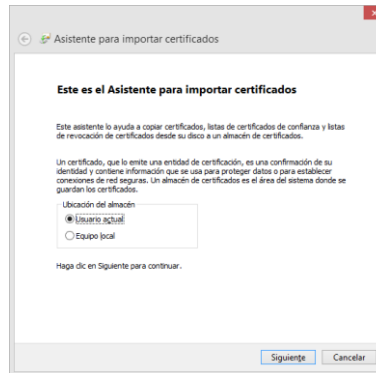 Asistente para importar certificados
Este es el Asistente para importar certificados
Este asistente lo ayuda a copiar certificados, listas de certificados de confianza y listas
de revocación de certificados desde su disco a un almacén de certificados.
Un certificado, que lo emite una entidad de certificación, es una confirmación de su
identidad y contiene información que se usa para proteger datos o para establecer
conexiones de red seguras. Un almacén de certificados es el área del sistema donde se
guardan los certificados.
Ubicación del almacén
Usuario actual
Equipo local
Haga clic en Siguiente para continuar.
Siguiente
Cancelar